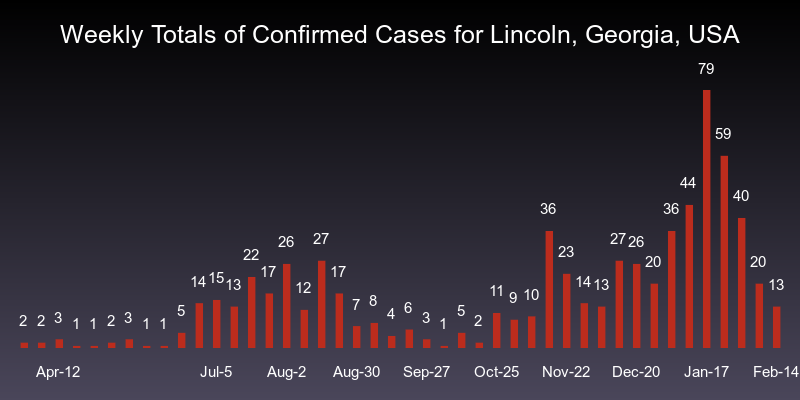 Weekly Totals of Confirmed Cases for Lincoln, Georgia, USA
2 2 3 1 1 2 3 1 1 5 14 15 13 22 17 26 12 27 17 7 8 4 6 3 1 5 2 11 9 10 36 23 14 13 27 26 20 36 44 79 59 40 20 13
Apr-12 Jul-5 Aug-2 Aug-30 Sep-27 Oct-25 Nov-22 Dec-20 Jan-17 Feb-14